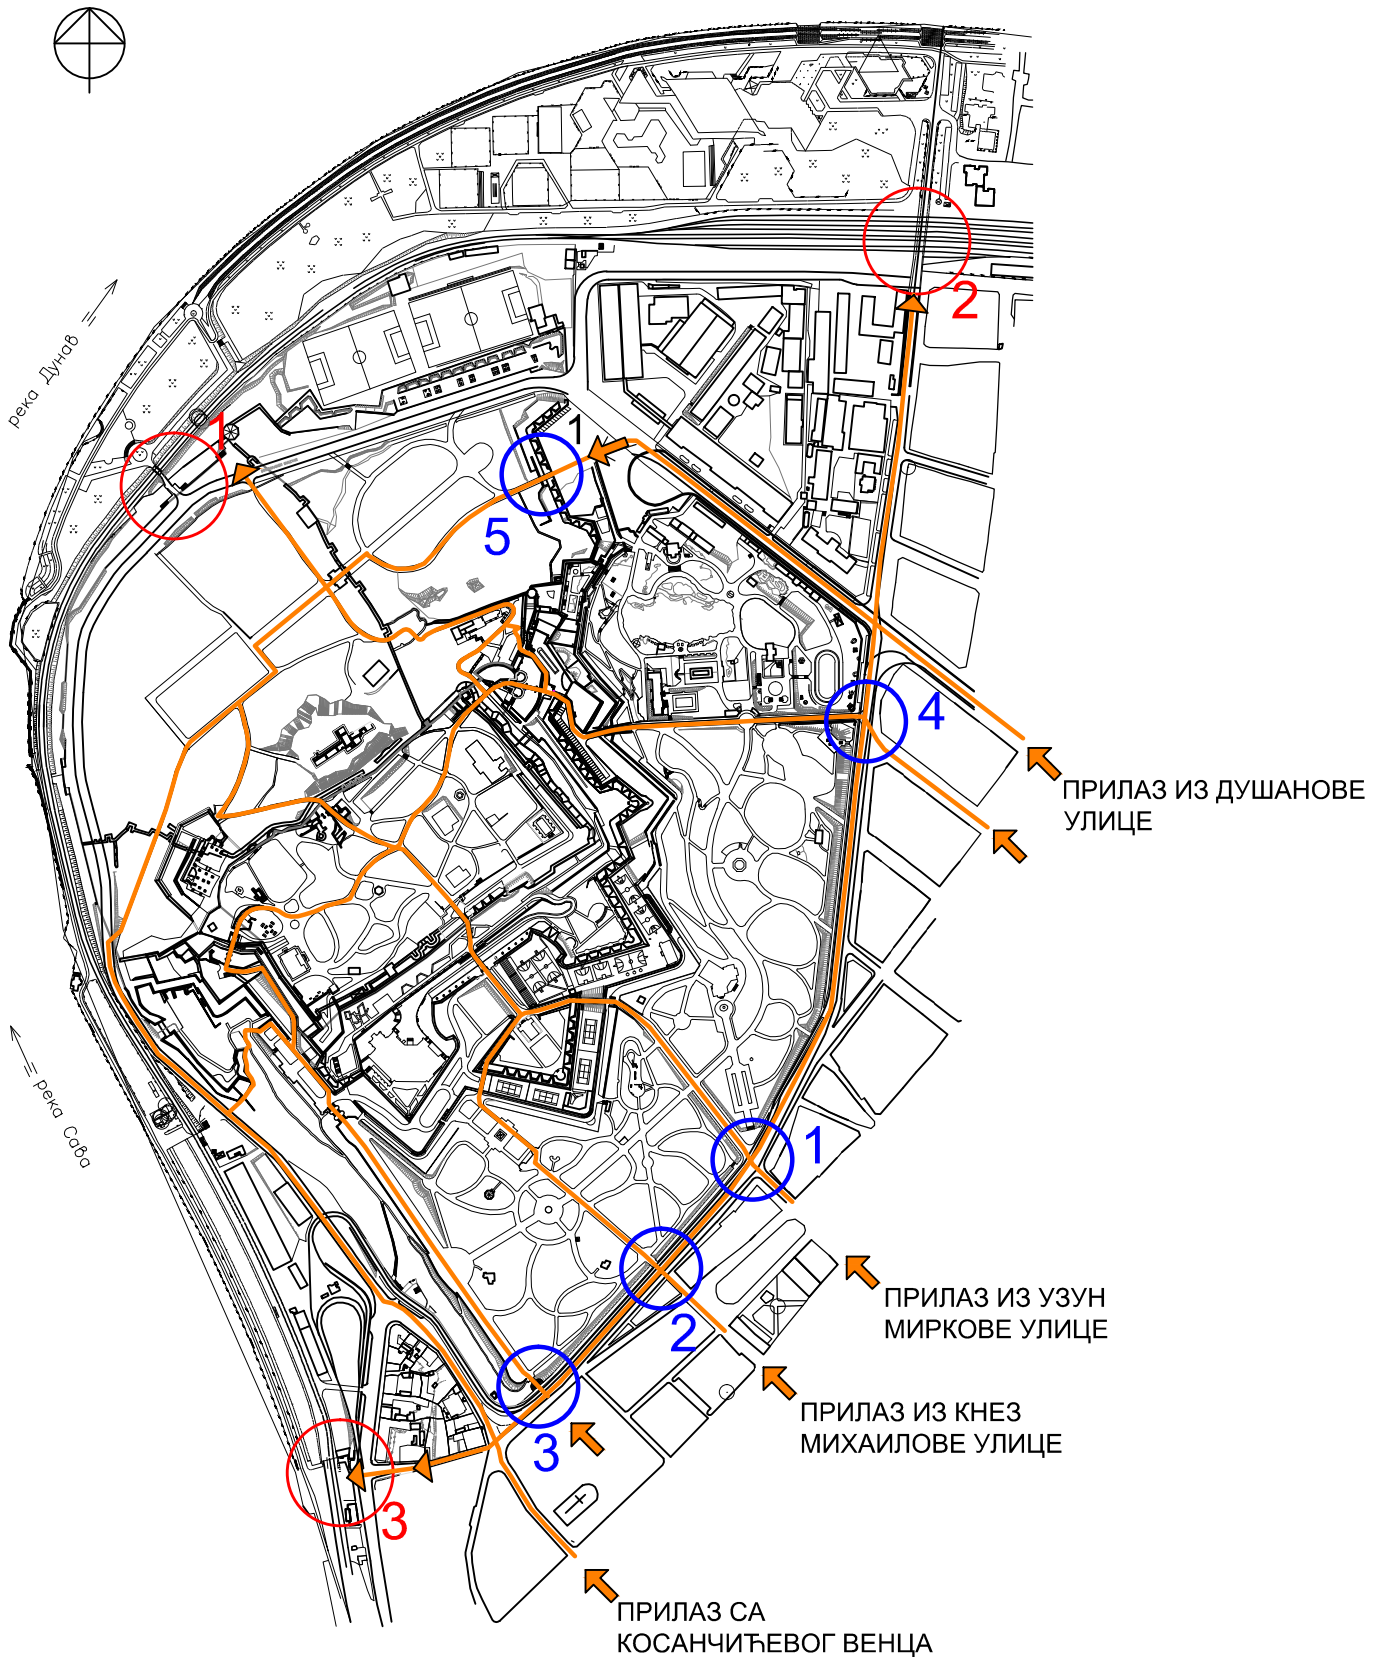 2
река Дунав
1
1
5
4
ПРИЛАЗ ИЗ ДУШАНОВЕ
УЛИЦЕ
река Сава
1
ПРИЛАЗ ИЗ УЗУН
МИРКОВЕ УЛИЦЕ
2
ПРИЛАЗ ИЗ КНЕЗ
МИХАИЛОВЕ УЛИЦЕ
3
3
ПРИЛАЗ СА
КОСАНЧИЋЕВОГ ВЕНЦА